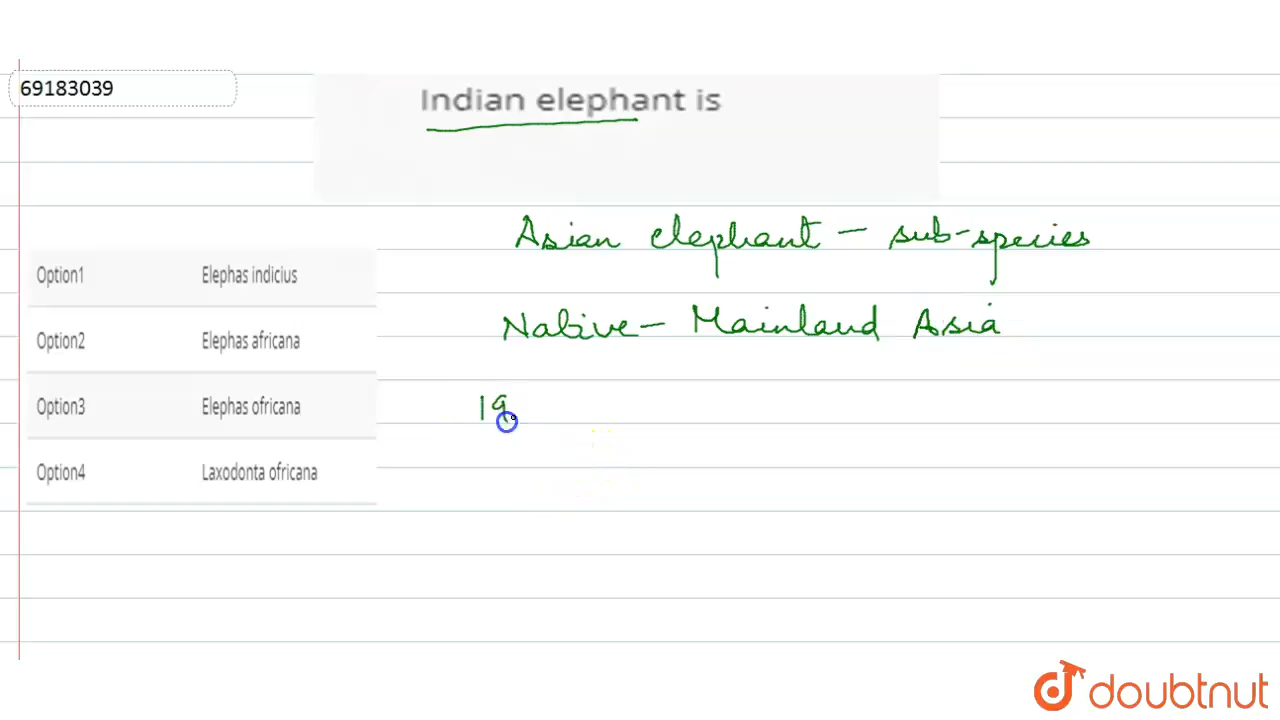 69183039
Indian elephant is
Asian elephant - sub-species
Option1 Elephas indicius
Native - Mainland Asia
Option2 Elephas africana
Option3 Elephas ofricana
19
Option4 Laxodonta ofricana
doubtnut